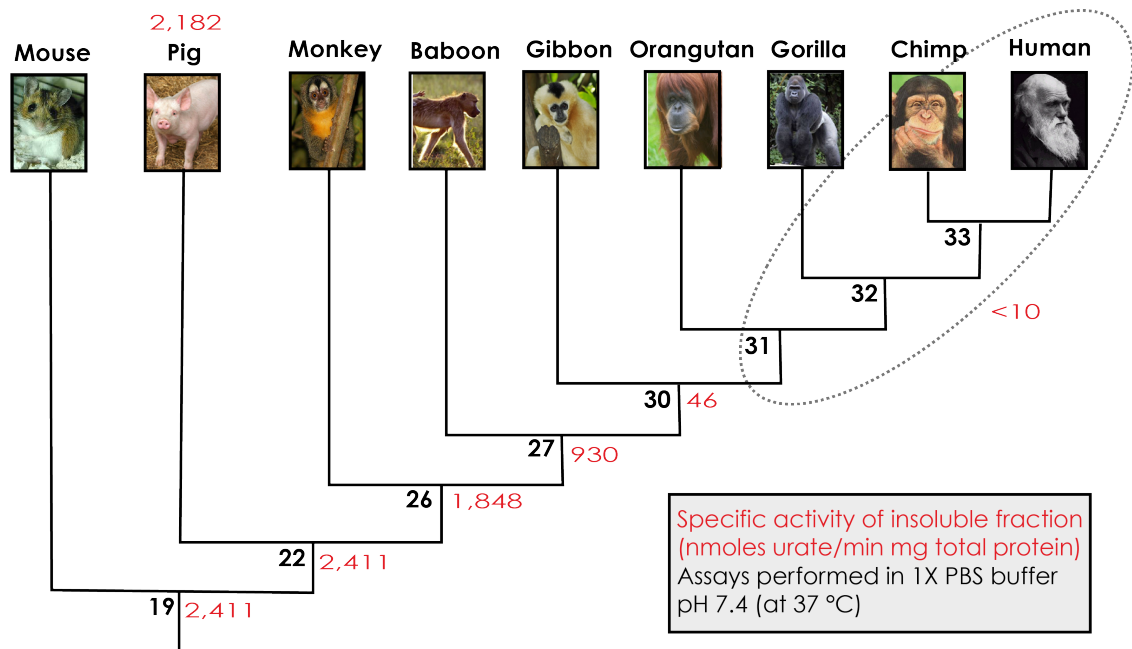 2,182
Mouse
Pig
Monkey
Baboon
Gibbon
Orangutan
Gorilla
Chimp
Human
33
32
<10
31
30
46
27
930
26
1,848
22
2,411
19
2,411
Specific activity of insoluble fraction
(nmoles urate/min mg total protein)
Assays performed in 1X PBS buffer
pH 7.4 (at 37 °C)